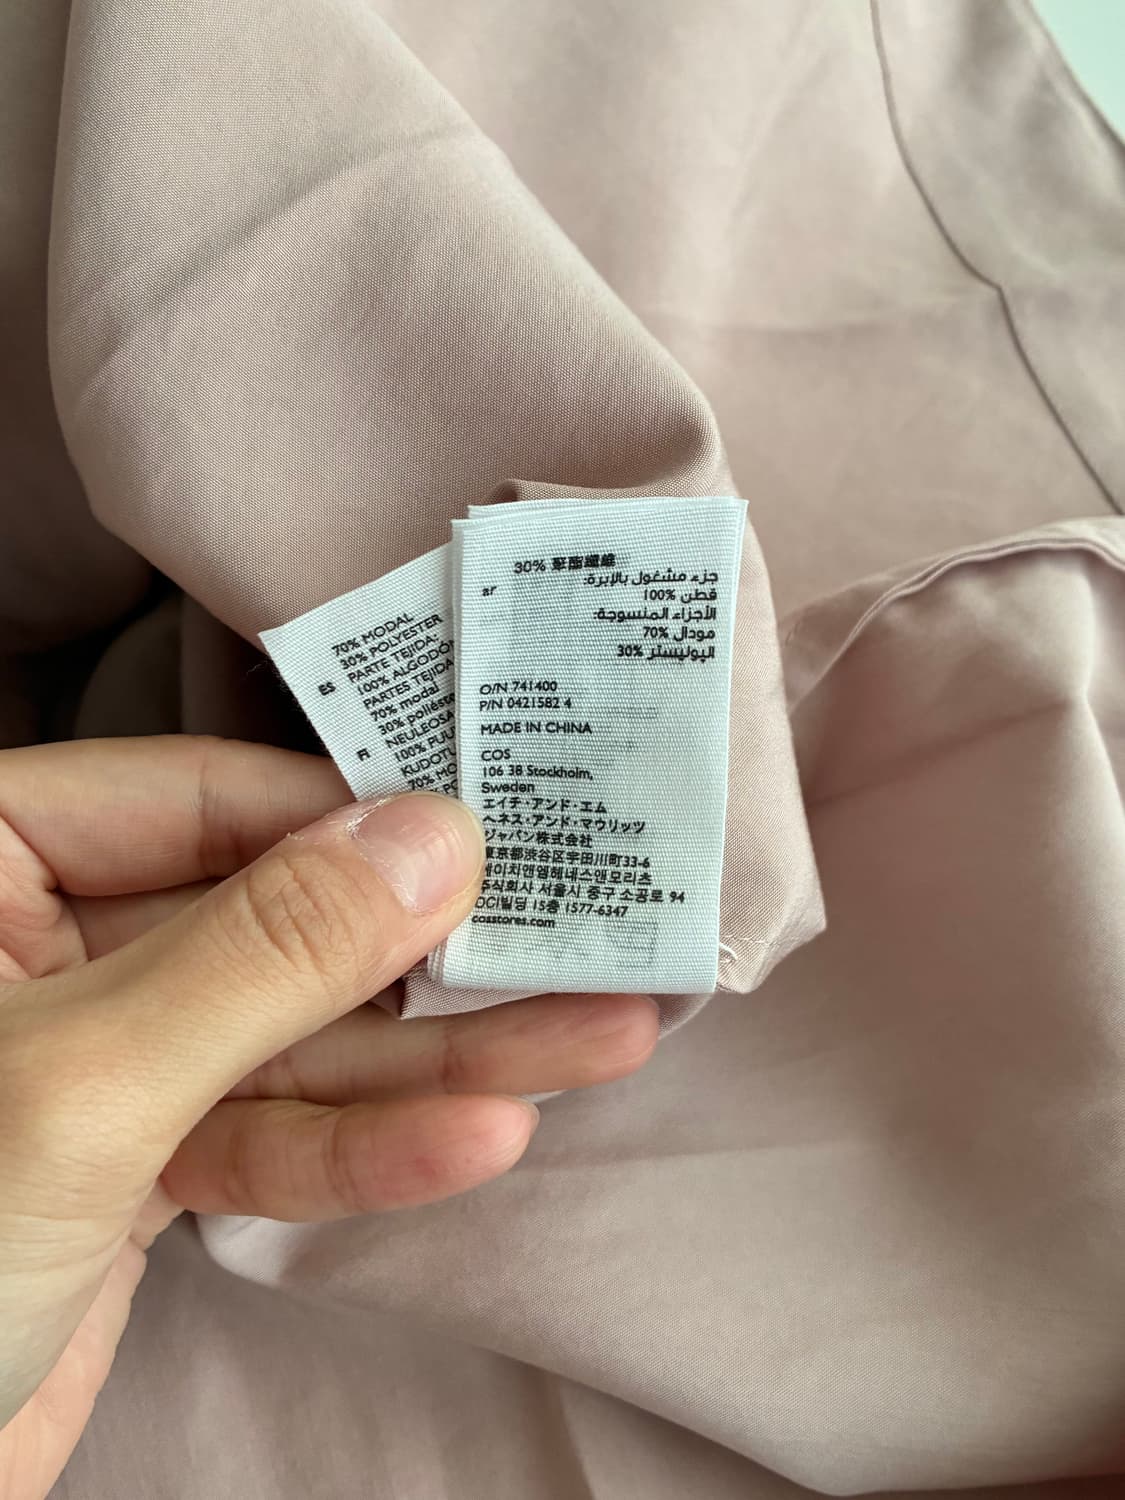 70% MODAL
30% POLYESTER
ES PARTE TEJIDA:
100% ALGODÓN
PARTES TEJIDA
70% modal
30% poliéste
FI NEULEOSA
100% PUU
KUDOTU
70% MO
30% 聚酯纤维
ar جزء مشغول بالإبرة:
قطن %100
الأجزاء المنسوجة:
مودال %70
البوليستر %30
O/N 741400
P/N 0421582 4
MADE IN CHINA
COS
106 38 Stockholm,
Sweden
エイチ・アンド・エム
ヘネス・アンド・マウリッツ
ジャパン株式会社
東京都渋谷区宇田川町33-6
에이치앤엠헤네스앤모리츠
주식회사 서울시 중구 소공로 94
OCI빌딩 15층 1577-6347
cosstores.com